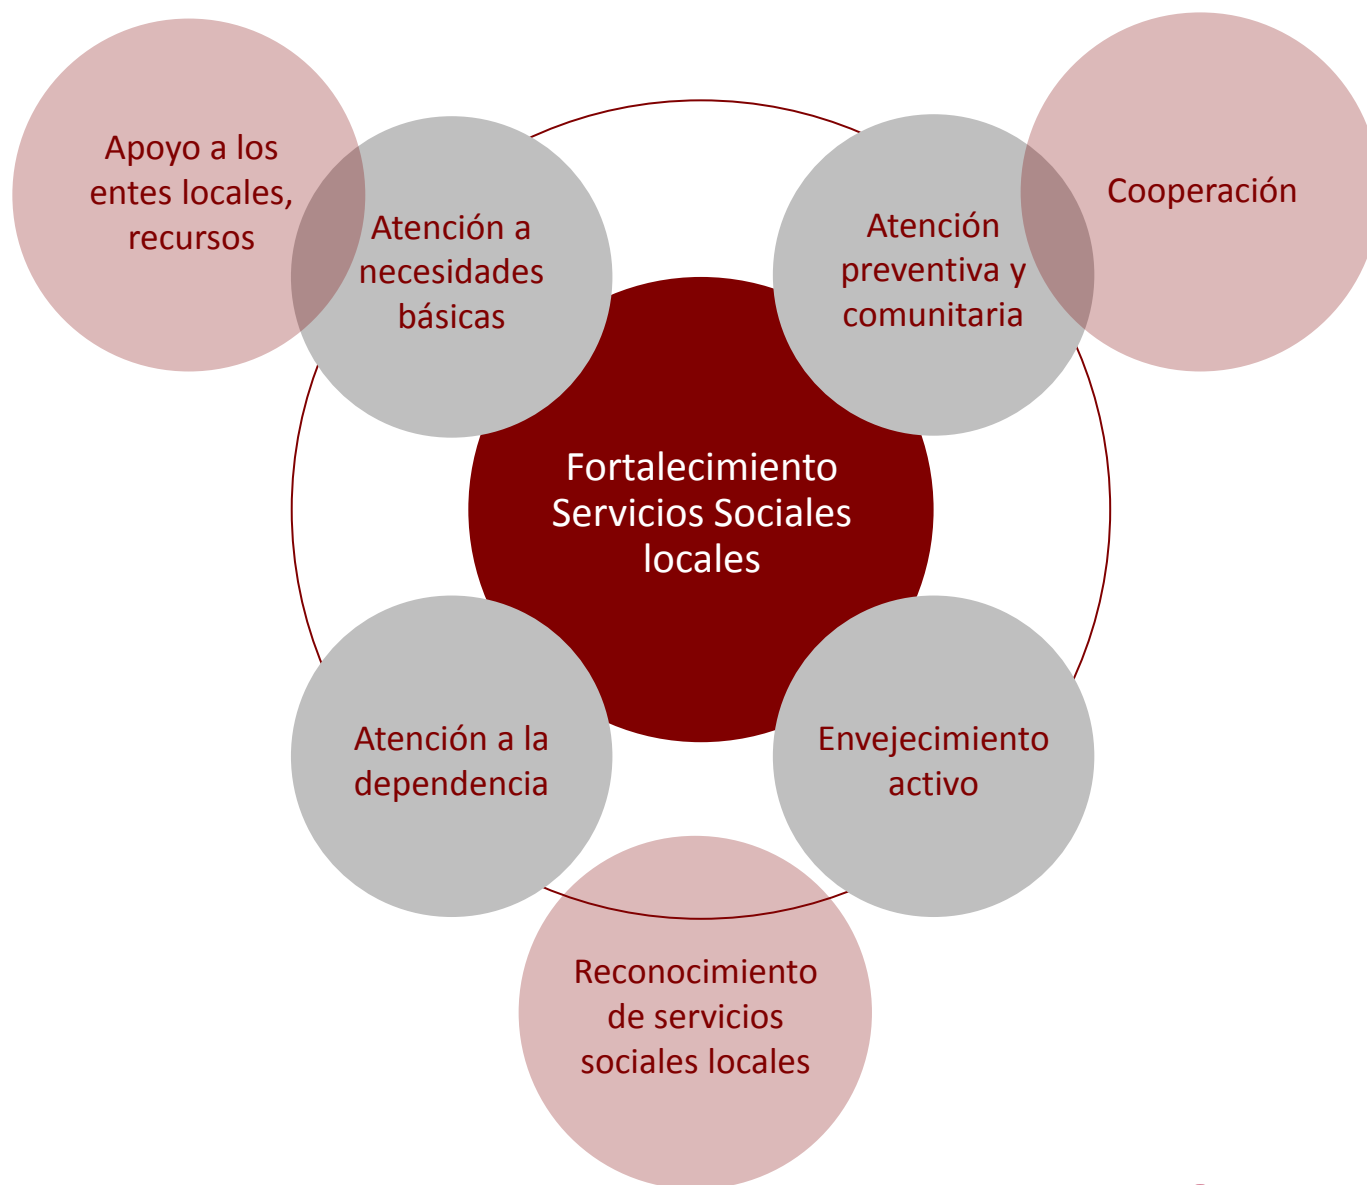 Apoyo a los
entes locales,
recursos
Atención a
necesidades
básicas
Atención
preventiva y
comunitaria
Cooperación
Fortalecimiento
Servicios Sociales
locales
Atención a la
dependencia
Envejecimiento
activo
Reconocimiento
de servicios
sociales locales